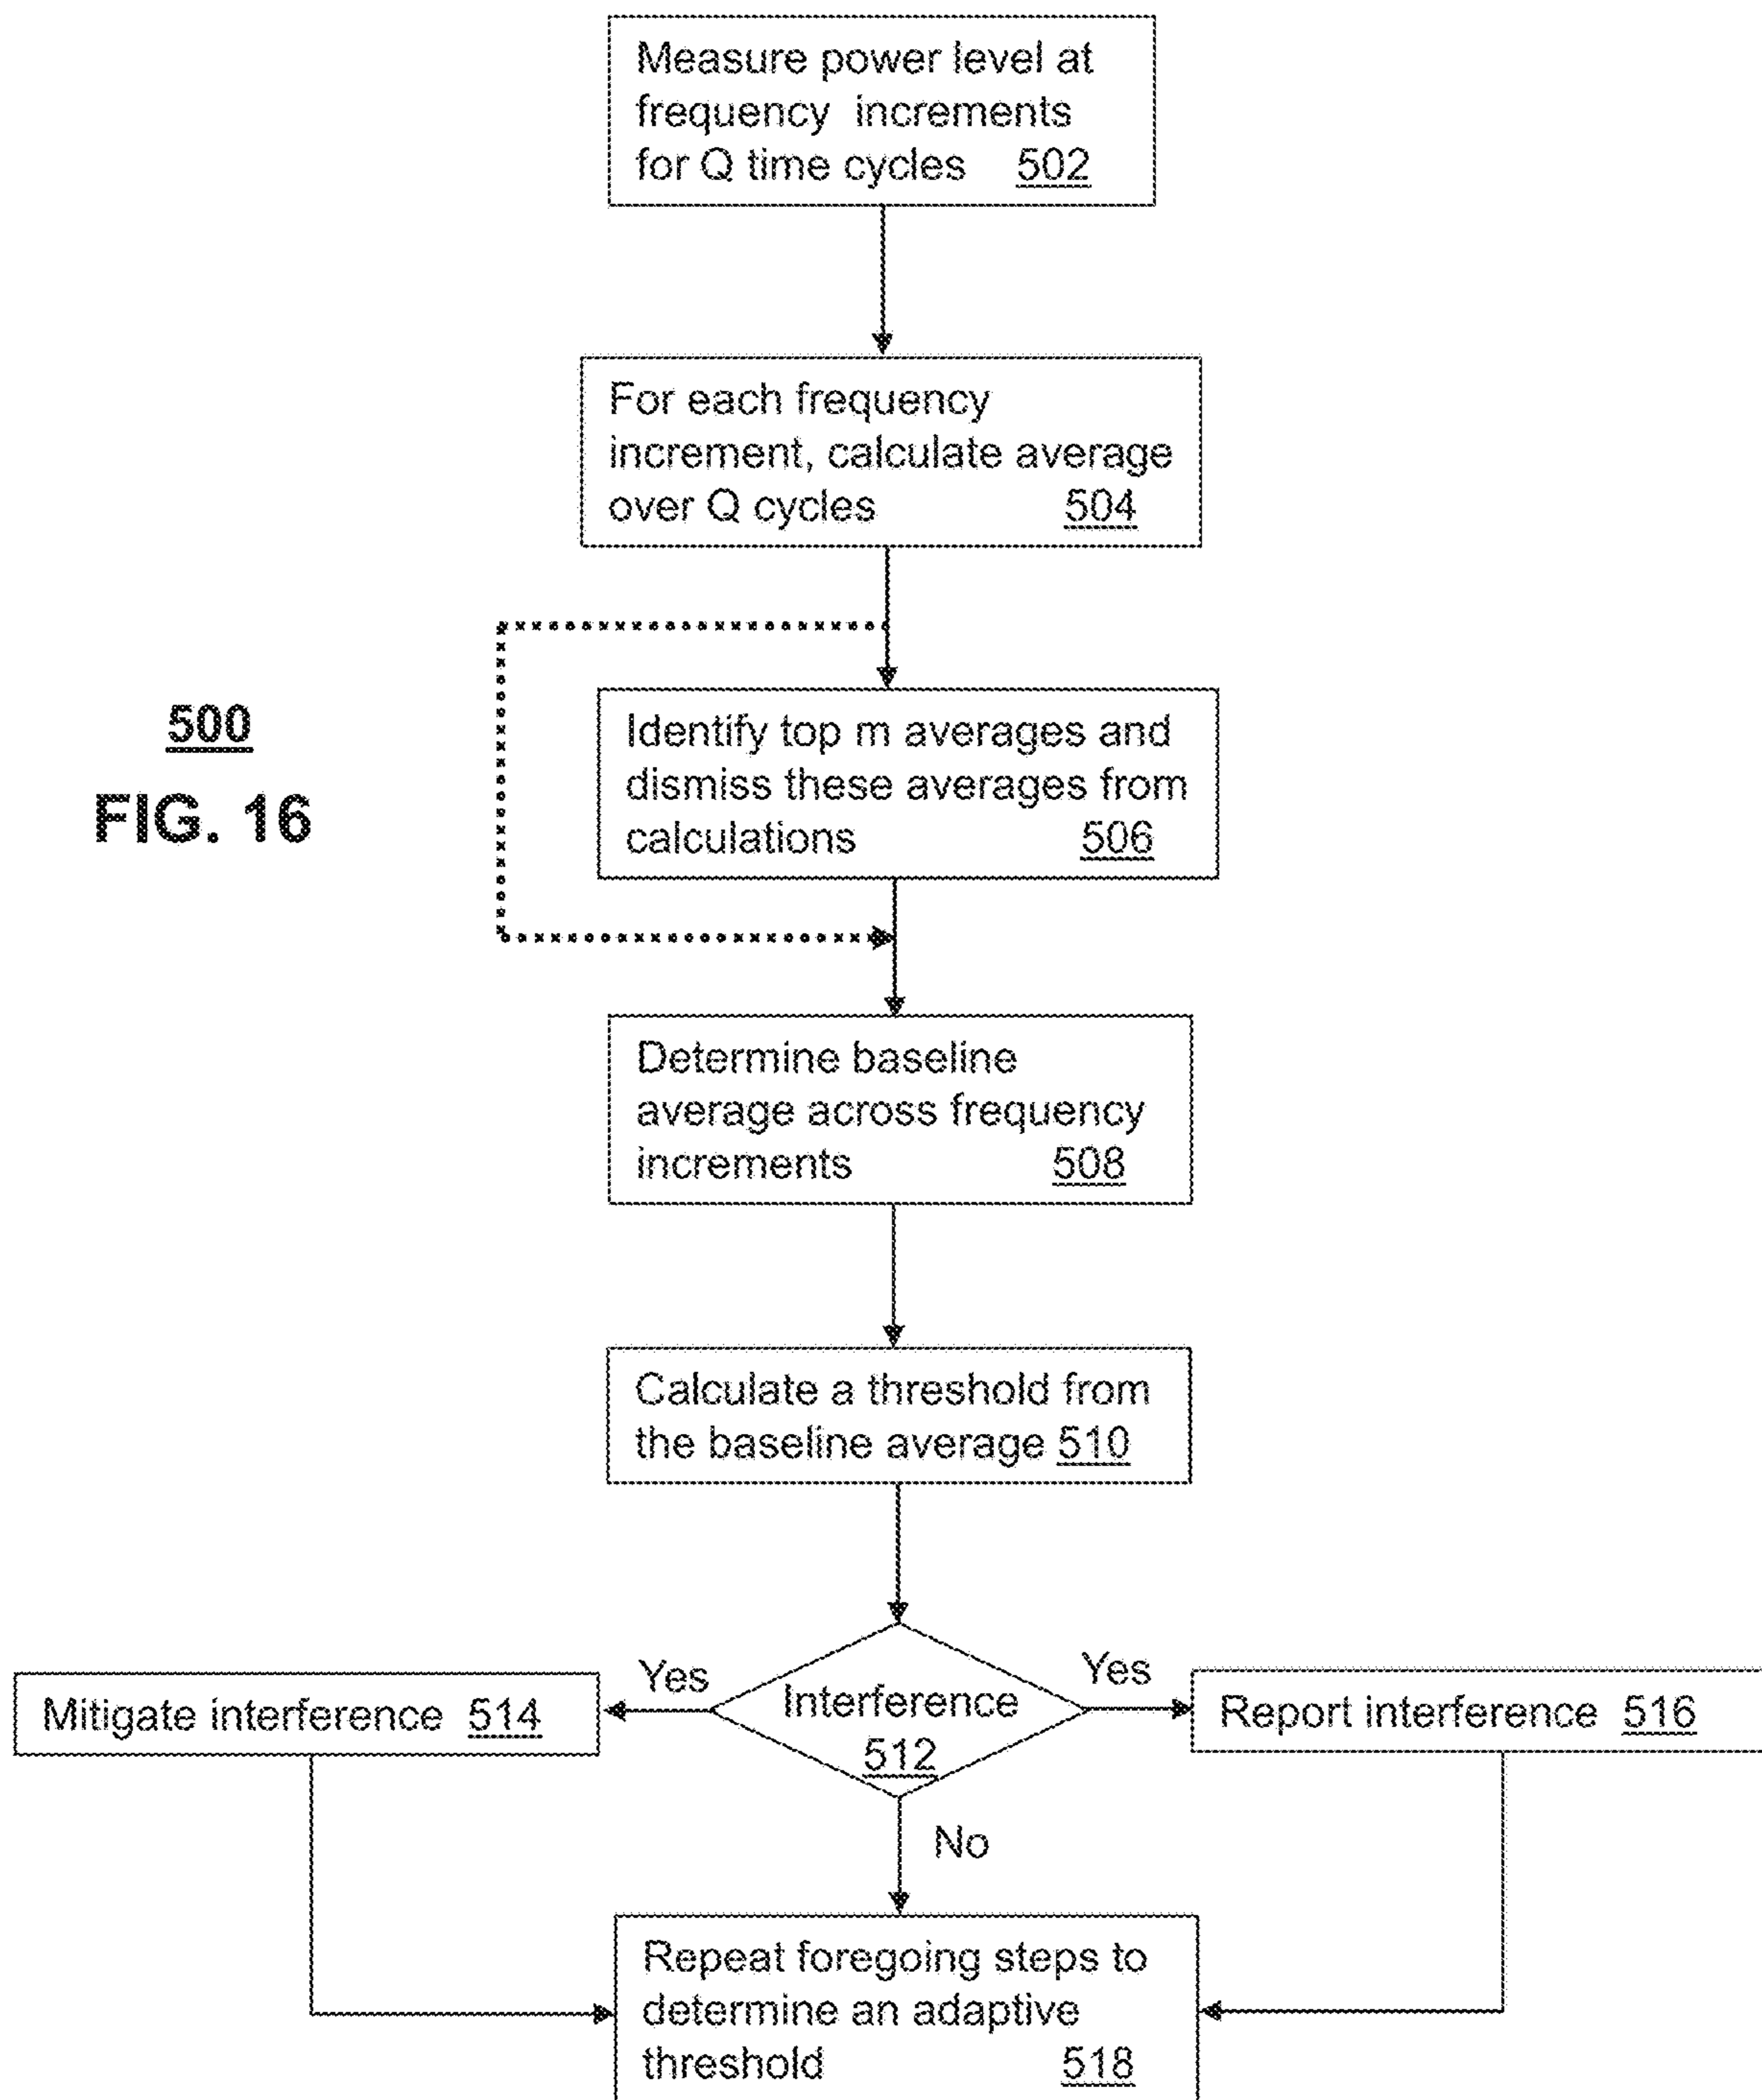 Measure power level at
frequency increments
for Q time cycles 502
For each frequency
increment, calculate average
over Q cycles 504
500
FIG. 16
Identify top m averages and
dismiss these averages from
calculations 506
Determine baseline
average across frequency
increments 508
Calculate a threshold from
the baseline average 510
Yes
Yes
Mitigate interference 514
Interference
512
Report interference 516
No
Repeat foregoing steps to
determine an adaptive
threshold 518